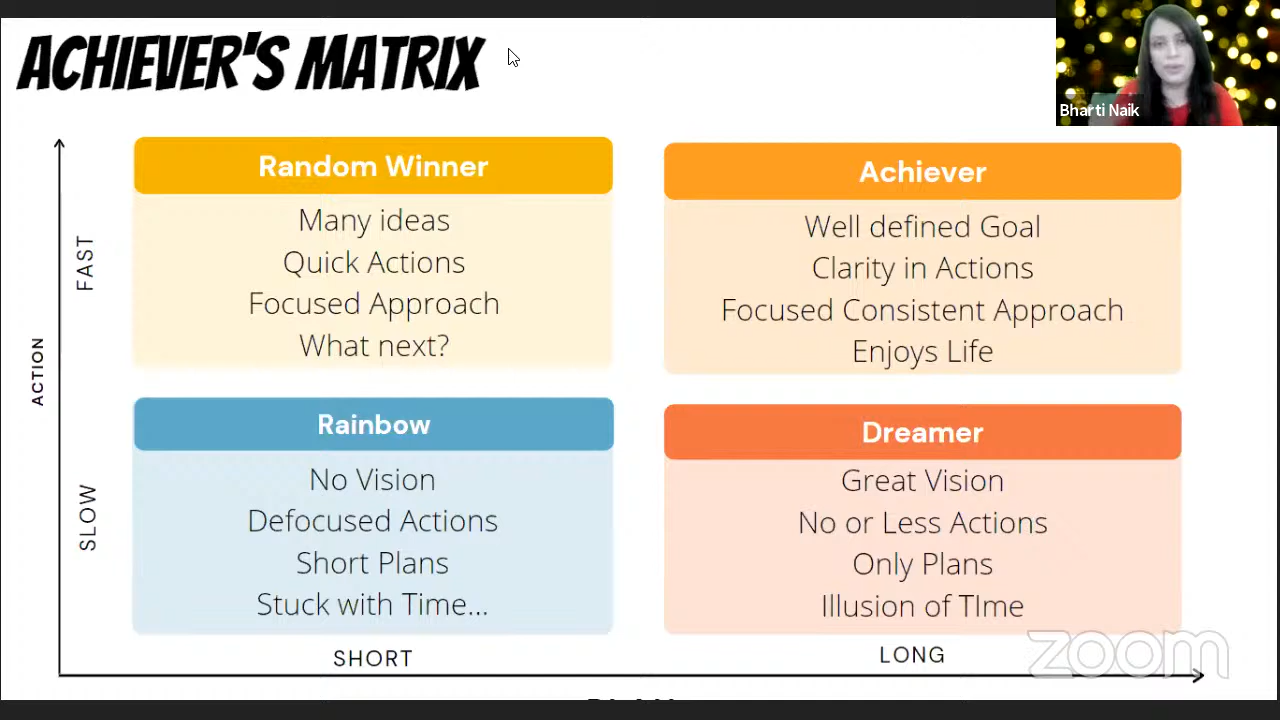 ACHIEVER'S MATRIX
Bharti Naik
Random Winner
Many ideas
Quick Actions
Focused Approach
What next?
Achiever
Well defined Goal
Clarity in Actions
Focused Consistent Approach
Enjoys Life
FAST
ACTION
SLOW
Rainbow
No Vision
Defocused Actions
Short Plans
Stuck with Time...
Dreamer
Great Vision
No or Less Actions
Only Plans
Illusion of TIme
SHORT
LONG
zoom